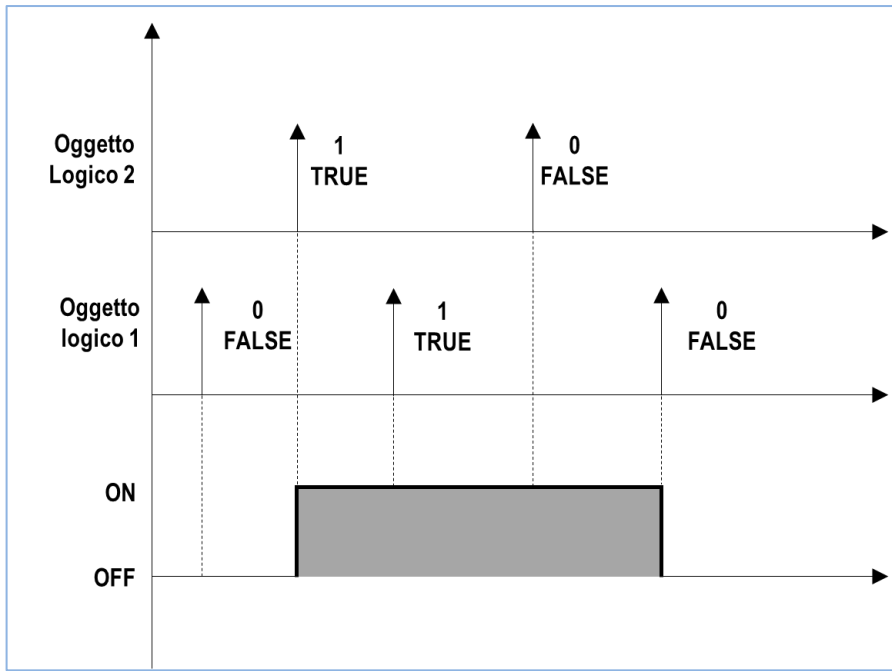 Oggetto
Logico 2
1
TRUE
0
FALSE
Oggetto
logico 1
0
FALSE
1
TRUE
0
FALSE
ON
OFF